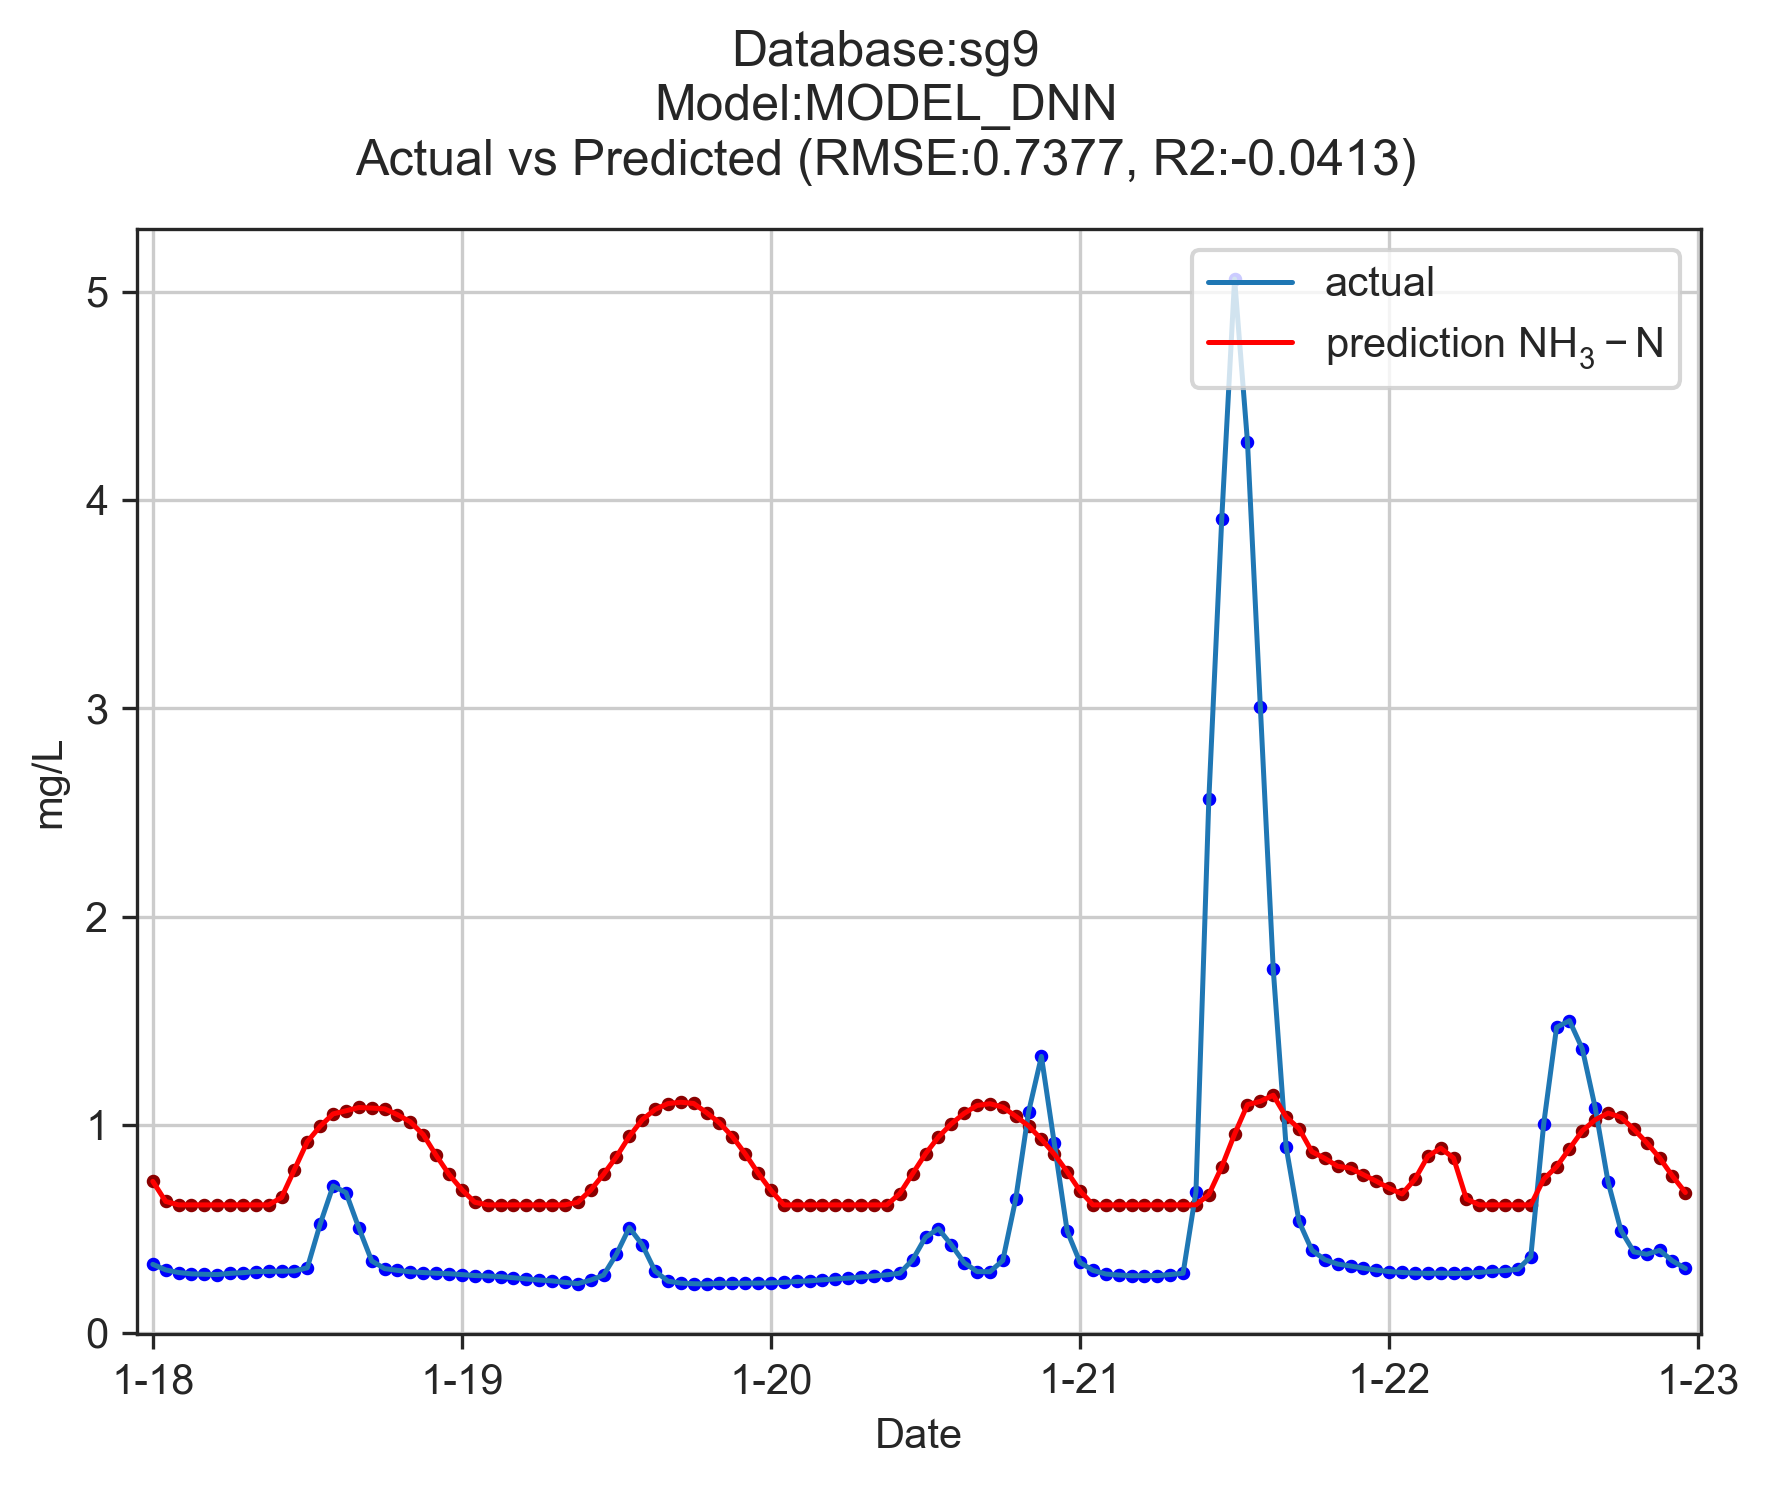 Database:sg9
Model:MODEL_DNN
Actual vs Predicted (RMSE:0.7377, R2:-0.0413)
actual
prediction NH₃ − N
5
4
3
2
1
0
mg/L
1-18 1-19 1-20 1-21 1-22 1-23
Date